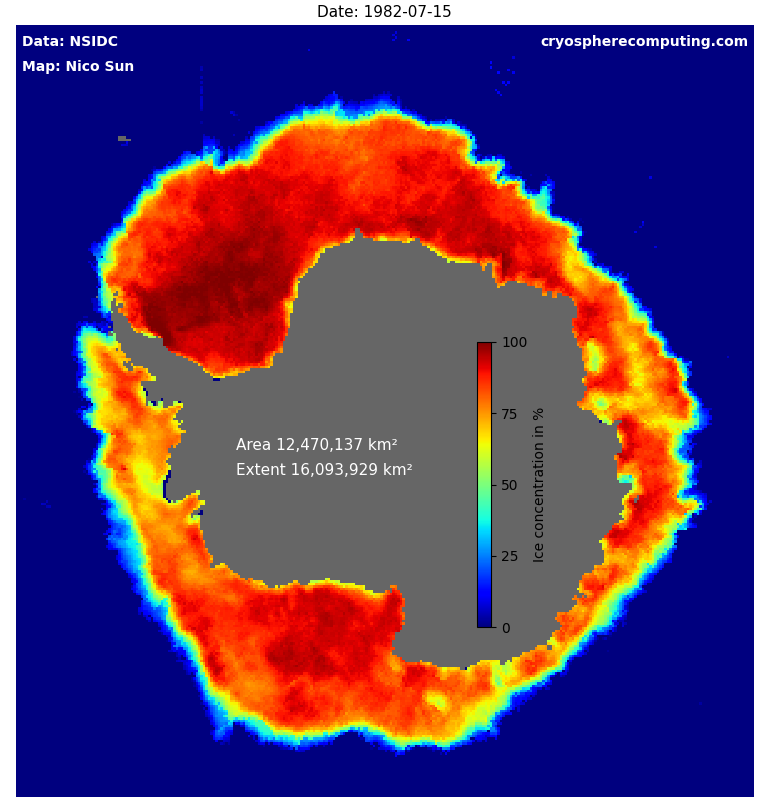 Date: 1982-07-15
Data: NSIDC
cryospherecomputing.com
Map: Nico Sun
100
75
50
25
0
Ice concentration in %
Area 12,470,137 km²
Extent 16,093,929 km²